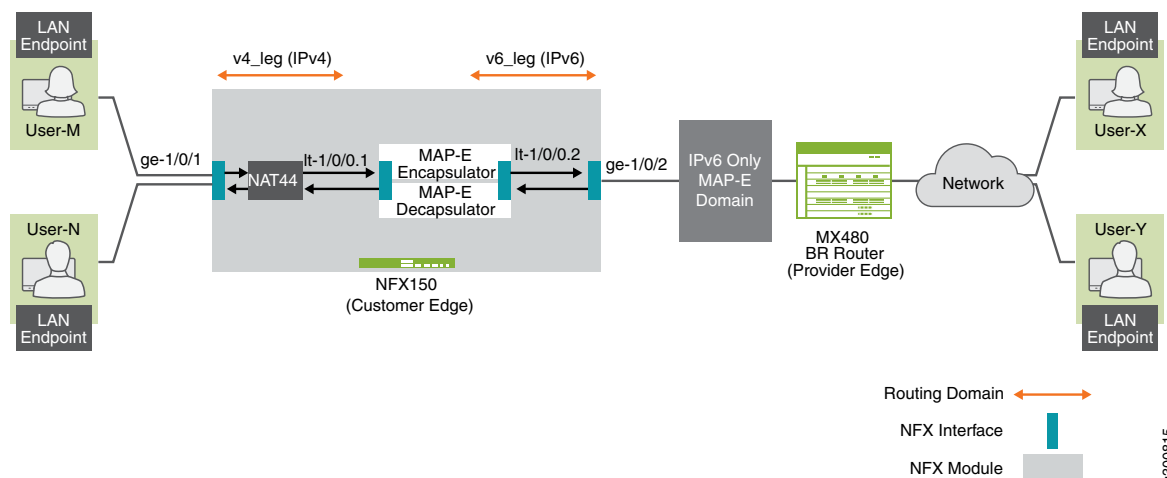 LAN
Endpoint
User-M
User-N
LAN
Endpoint
v4_leg (IPv4)
v6_leg (IPv6)
ge-1/0/1
NAT44
lt-1/0/0.1
MAP-E
Encapsulator
MAP-E
Decapsulator
lt-1/0/0.2
ge-1/0/2
NFX150
(Customer Edge)
IPv6 Only
MAP-E
Domain
MX480
BR Router
(Provider Edge)
Network
LAN
Endpoint
User-X
User-Y
LAN
Endpoint
Routing Domain
NFX Interface
NFX Module